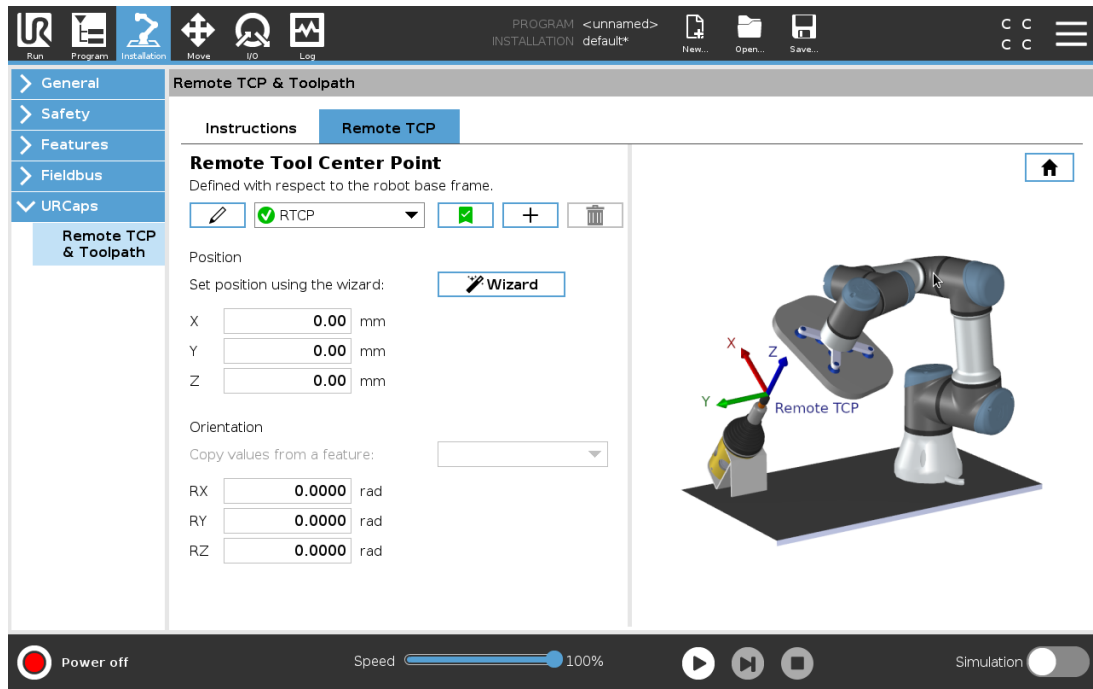 PROGRAM <unnamed>
INSTALLATION default*
C C
C C
Run Program Installation Move I/O Log New... Open... Save...
General
Safety
Features
Fieldbus
URCaps
Remote TCP
& Toolpath
Remote TCP & Toolpath
Instructions Remote TCP
Remote Tool Center Point
Defined with respect to the robot base frame.
RTCP
Position
Set position using the wizard: Wizard
X 0.00 mm
Y 0.00 mm
Z 0.00 mm
Orientation
Copy values from a feature:
RX 0.0000 rad
RY 0.0000 rad
RZ 0.0000 rad
X
Z
Y
Remote TCP
Power off Speed 100% Simulation